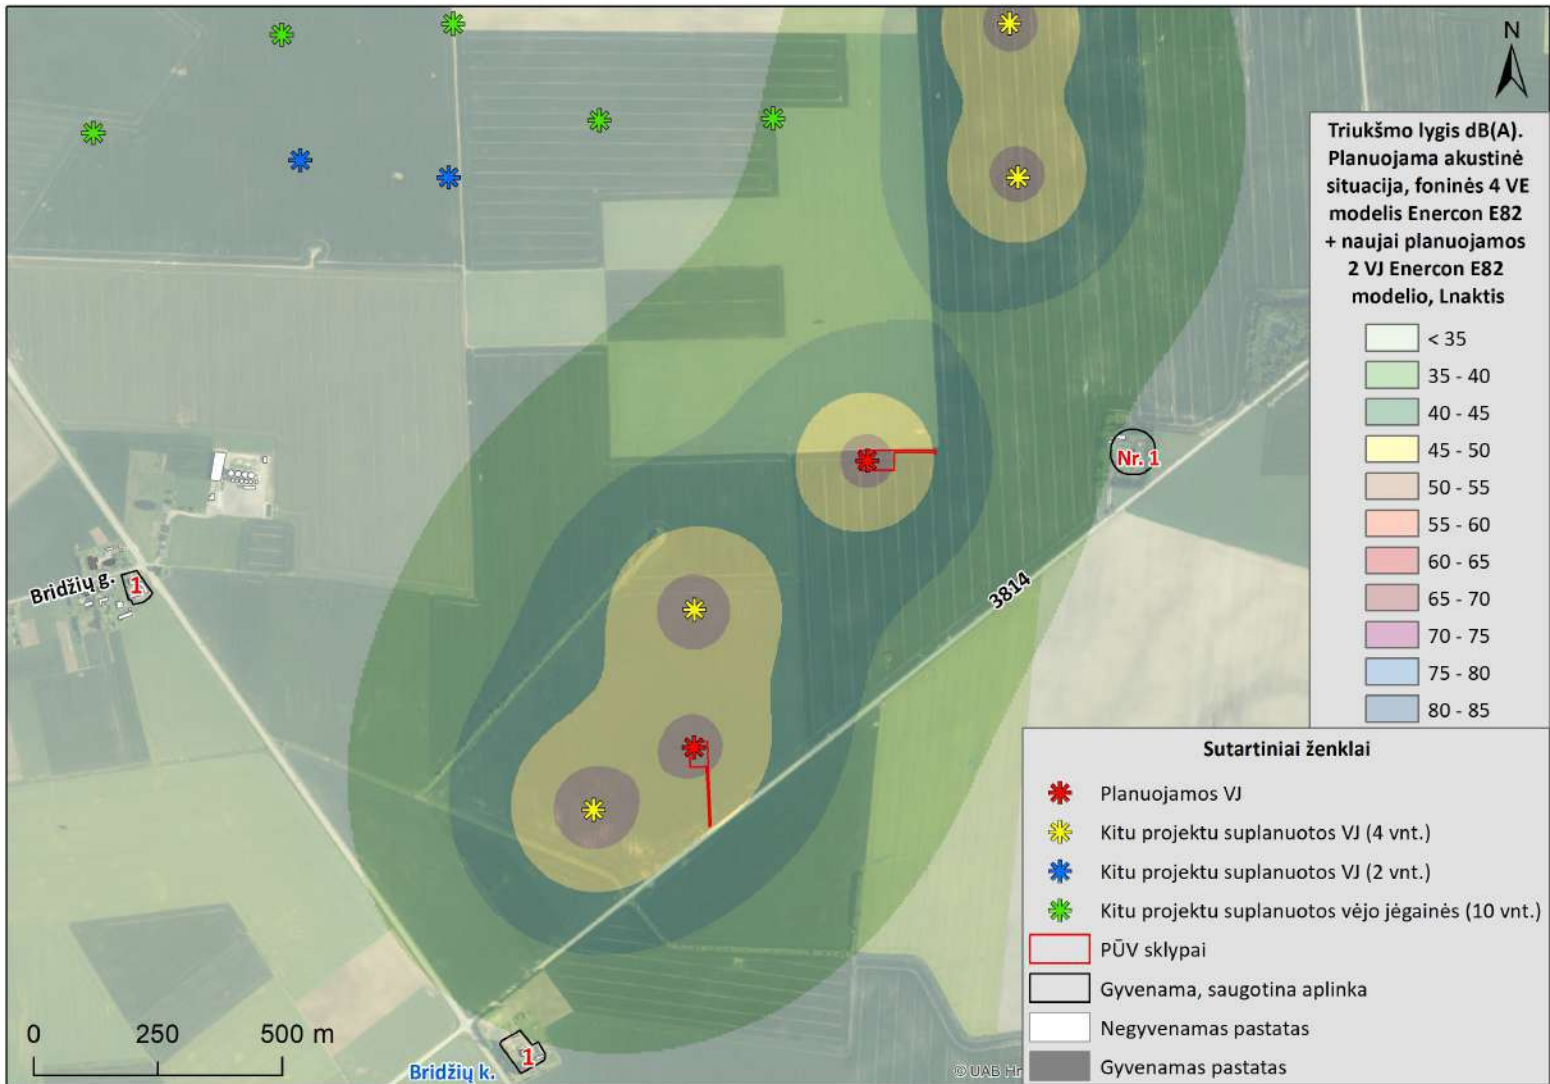 N
Triukšmo lygis dB(A).
Planuojama akustinė
situacija, foninės 4 VE
modelis Enercon E82
+ naujai planuojamos
2 VJ Enercon E82
modelio, Lnaktis
< 35
35 - 40
40 - 45
45 - 50
50 - 55
55 - 60
60 - 65
65 - 70
70 - 75
75 - 80
80 - 85
Nr. 1
3814
Bridžių g.
1
Sutartiniai ženklai
Planuojamos VJ
Kitu projektu suplanuotos VJ (4 vnt.)
Kitu projektu suplanuotos VJ (2 vnt.)
Kitu projektu suplanuotos vėjo jėgainės (10 vnt.)
PŪV sklypai
Gyvenama, saugotina aplinka
Negyvenamas pastatas
Gyvenamas pastatas
0 250 500 m
1
Bridžių k.
© UAB